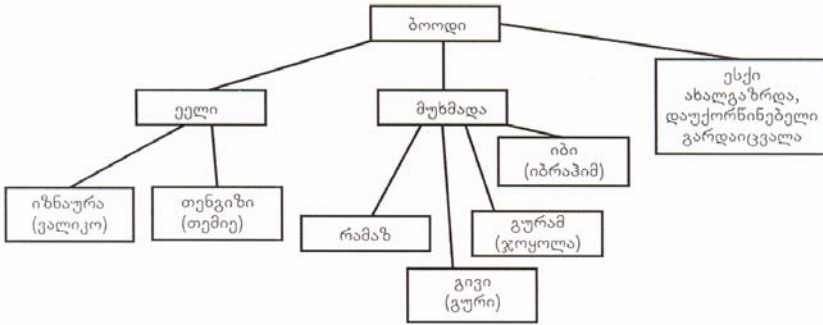 ბოოდი
ეელი
მუხმადა
ესქი
ახალგაზრდა,
დაუქორწინებელი
გარდაიცვალა
იბი
(იბრაჰიმ)
იზნაურა
(ვალიკო)
თენგიზი
(თემიე)
რამაზ
გურამ
(ჯოყოლა)
გივი
(გური)